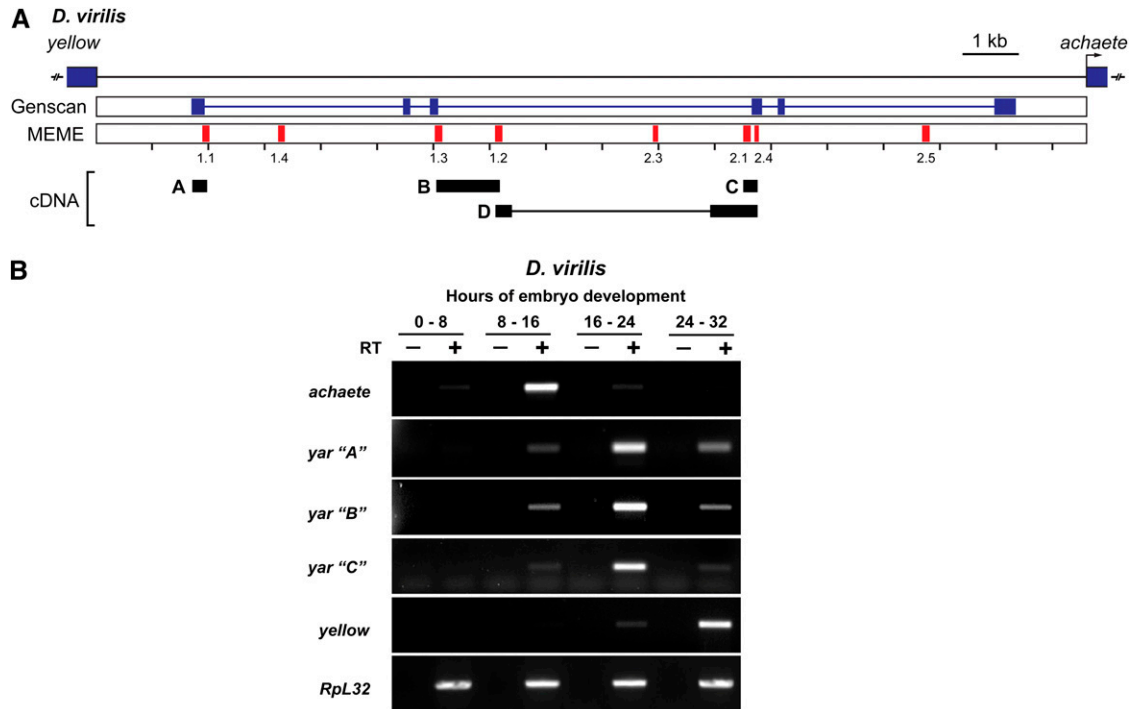 A D. virilis
yellow
1 kb
achaete
Genscan
MEME
1.1 1.4 1.3 1.2 2.3 2.1 2.4 2.5
cDNA
A B C
D
B D. virilis
Hours of embryo development
0 - 8 8 - 16 16 - 24 24 - 32
RT – + – + – + – +
achaete
yar “A”
yar “B”
yar “C”
yellow
RpL32